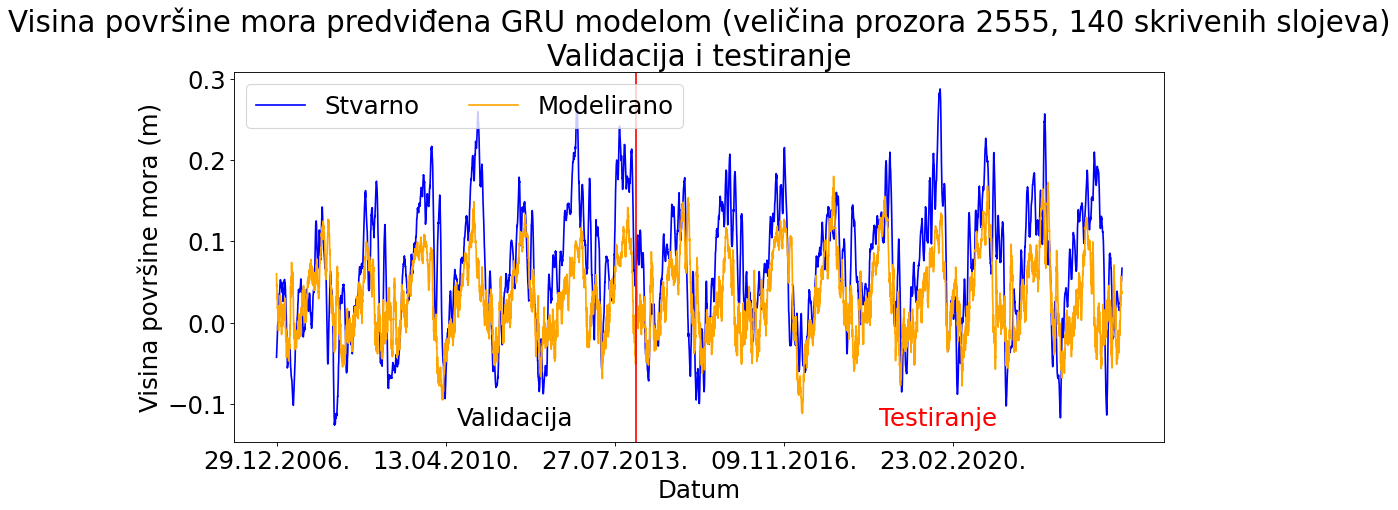 Visina površine mora predviđena GRU modelom (veličina prozora 2555, 140 skrivenih slojeva)
Validacija i testiranje
Stvarno
Modelirano
Visina površine mora (m)
0.3
0.2
0.1
0.0
−0.1
Validacija
Testiranje
29.12.2006.
13.04.2010.
27.07.2013.
09.11.2016.
23.02.2020.
Datum